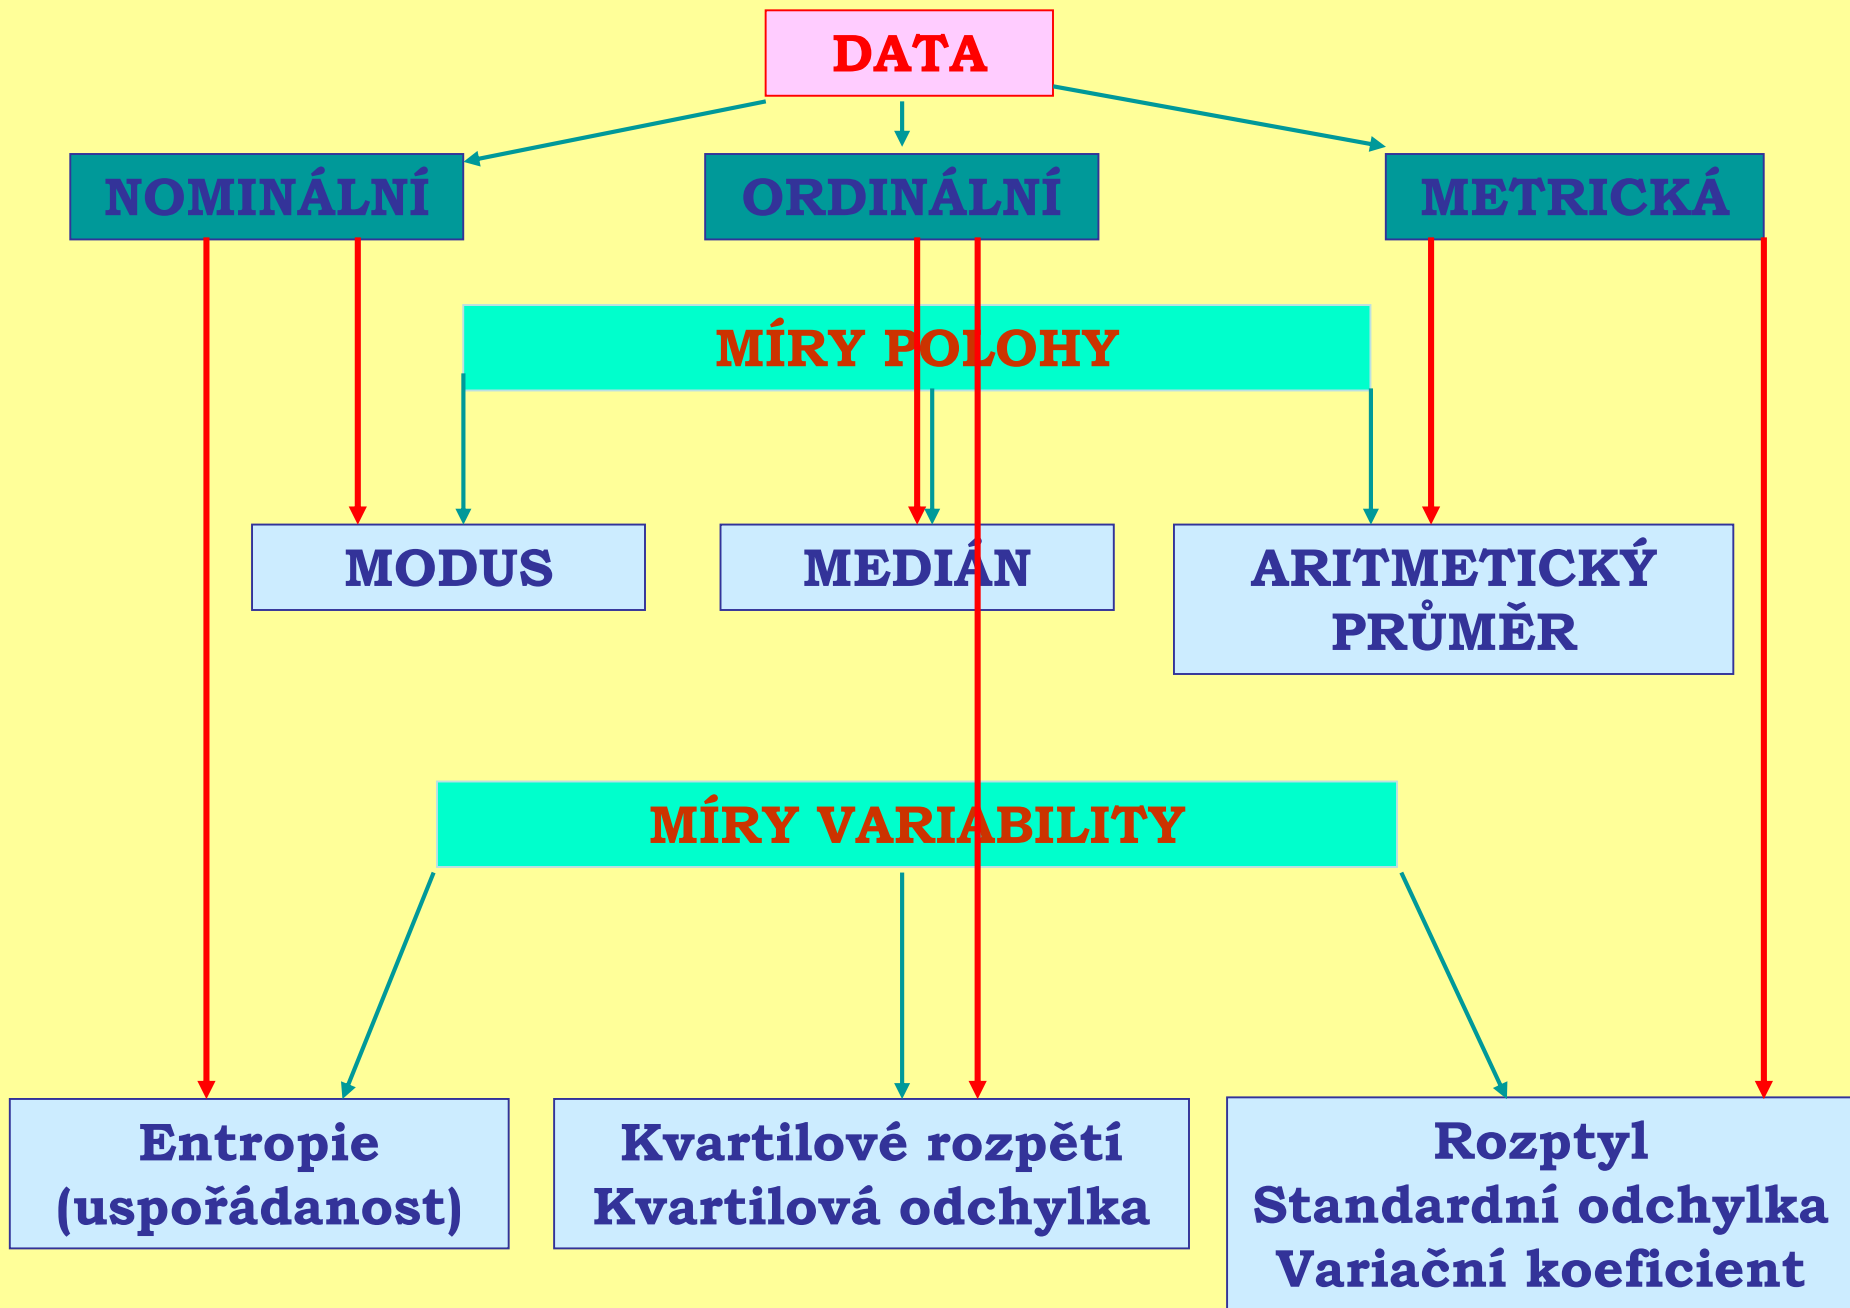 DATA
NOMINÁLNÍ
ORDINÁLNÍ
METRICKÁ
MÍRY POLOHY
MODUS
MEDIÁN
ARITMETICKÝ
PRŮMĚR
MÍRY VARIABILITY
Entropie
(uspořádanost)
Kvartilové rozpětí
Kvartilová odchylka
Rozptyl
Standardní odchylka
Variační koeficient